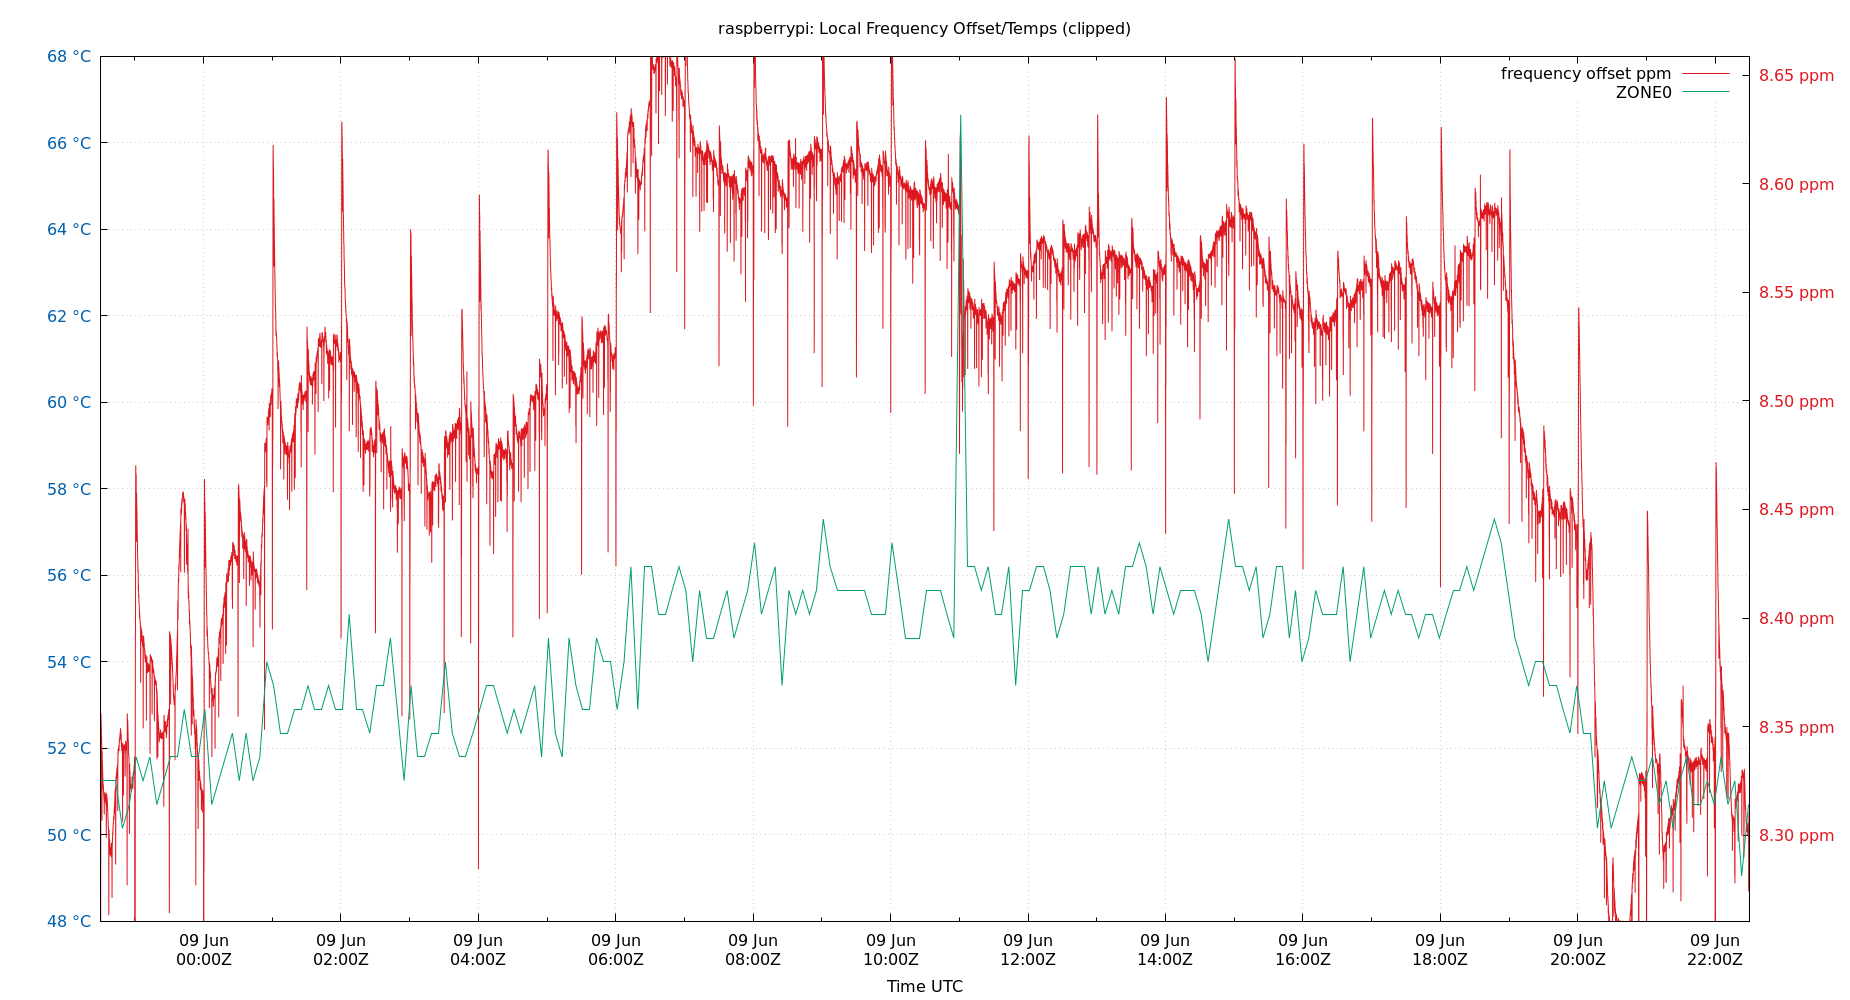 raspberrypi: Local Frequency Offset/Temps (clipped)
68 °C
66 °C
64 °C
62 °C
60 °C
58 °C
56 °C
54 °C
52 °C
50 °C
48 °C
frequency offset ppm
ZONE0
8.65 ppm
8.60 ppm
8.55 ppm
8.50 ppm
8.45 ppm
8.40 ppm
8.35 ppm
8.30 ppm
09 Jun 09 Jun 09 Jun 09 Jun 09 Jun 09 Jun 09 Jun 09 Jun 09 Jun 09 Jun 09 Jun 09 Jun
00:00Z 02:00Z 04:00Z 06:00Z 08:00Z 10:00Z 12:00Z 14:00Z 16:00Z 18:00Z 20:00Z 22:00Z
Time UTC